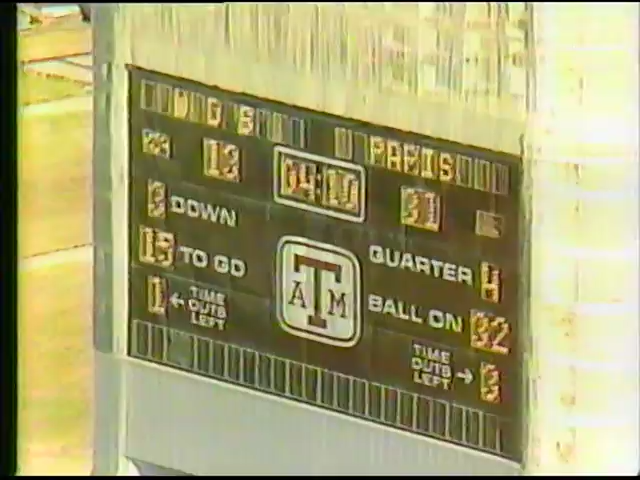 W O S PARIS
13 04:10 31
DOWN
15 TO GO QUARTER 4
ATM
1 ← TIME OUTS LEFT BALL ON 32
TIME OUTS LEFT → 3